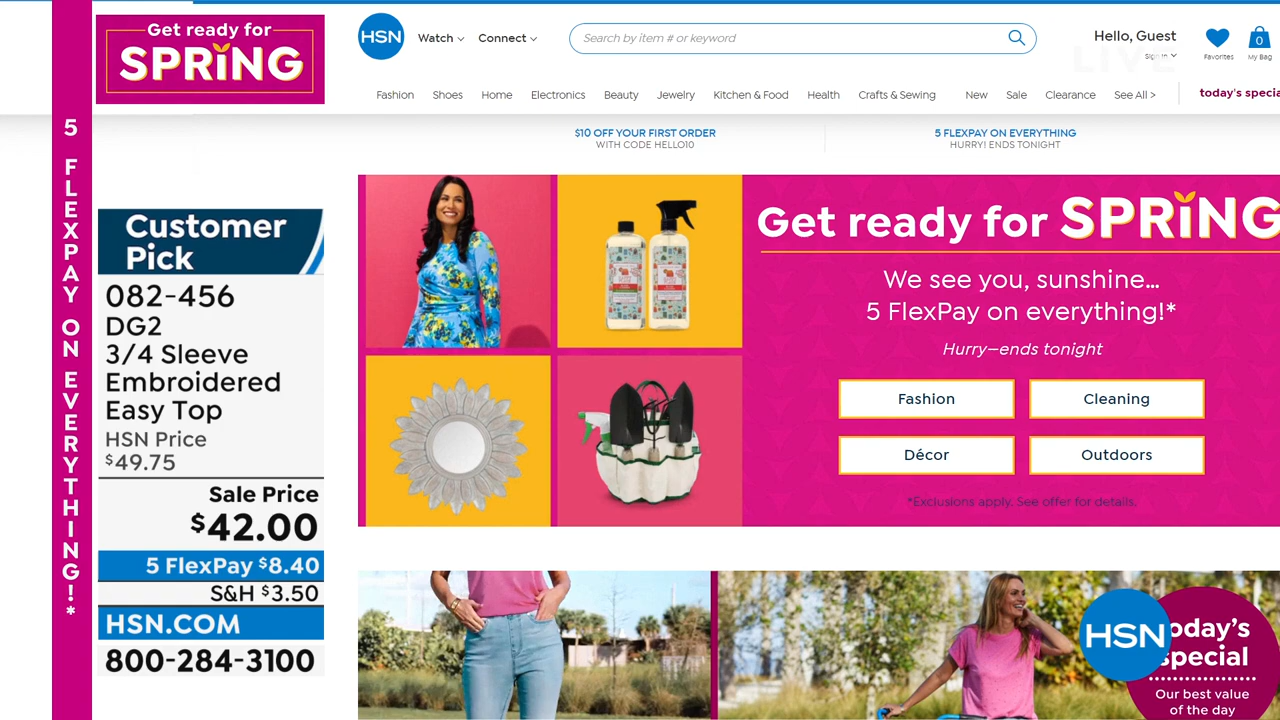 Get ready for
SPRING
5 FLEXPAY ON EVERYTHING!*
Customer
Pick
082-456
DG2
3/4 Sleeve
Embroidered
Easy Top
HSN Price
$49.75
Sale Price
$42.00
5 FlexPay $8.40
S&H $3.50
HSN.COM
800-284-3100
HSN
Watch
Connect
Search by item # or keyword
Hello, Guest
Sign In
Favorites
0
My Bag
LIVE
Fashion Shoes Home Electronics Beauty Jewelry Kitchen & Food Health Crafts & Sewing New Sale Clearance See All > today's specia
$10 OFF YOUR FIRST ORDER
WITH CODE HELLO10
5 FLEXPAY ON EVERYTHING
HURRY! ENDS TONIGHT
Get ready for SPRING
We see you, sunshine...
5 FlexPay on everything!*
Hurry—ends tonight
Fashion
Cleaning
Décor
Outdoors
*Exclusions apply. See offer for details.
HSN
oday's
special
Our best value
of the day